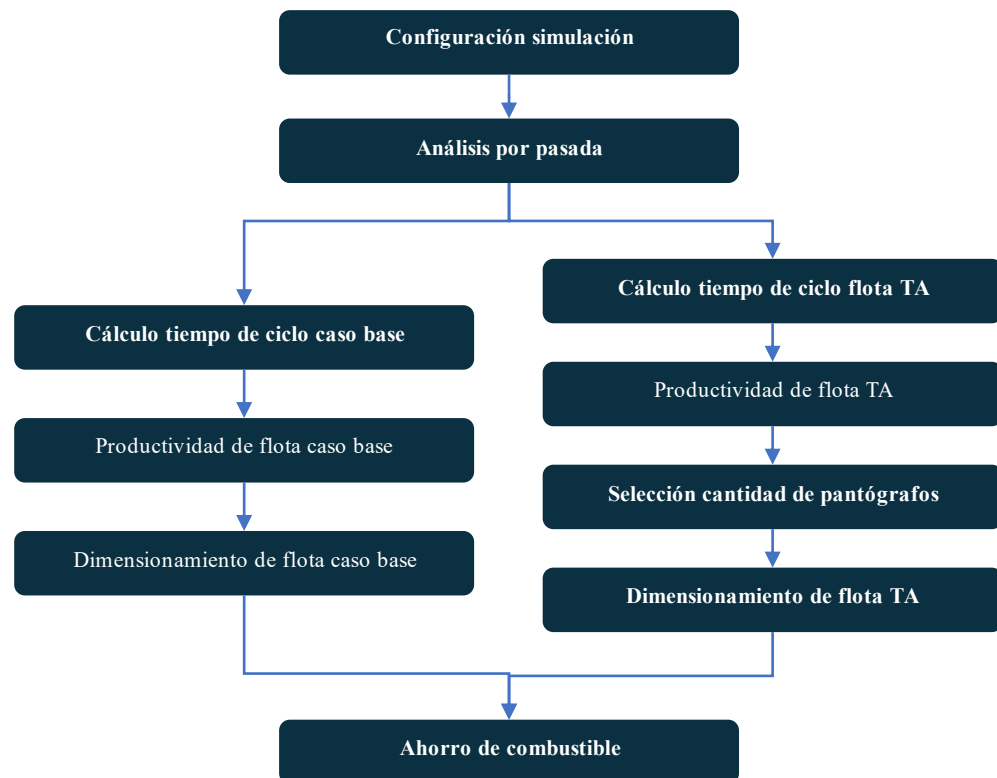 Configuración simulación
Análisis por pasada
Cálculo tiempo de ciclo caso base
Productividad de flota caso base
Dimensionamiento de flota caso base
Cálculo tiempo de ciclo flota TA
Productividad de flota TA
Selección cantidad de pantógrafos
Dimensionamiento de flota TA
Ahorro de combustible